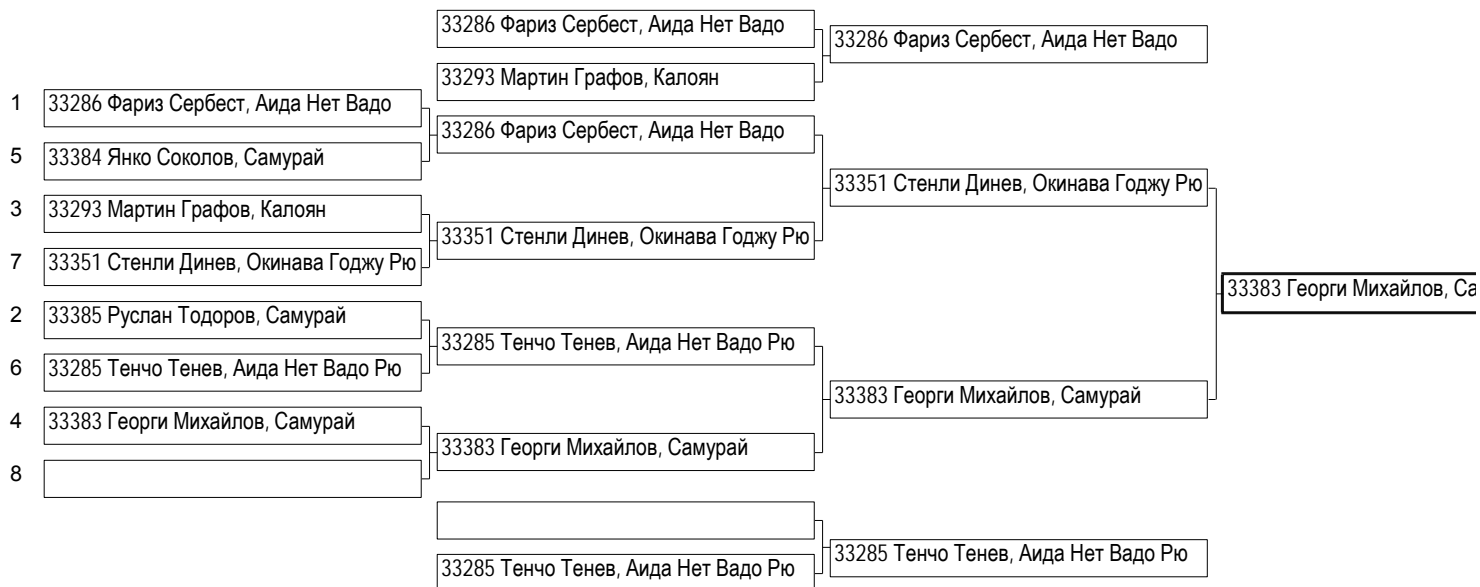 33286 Фариз Сербест, Аида Нет Вадо
33293 Мартин Графов, Калоян
33286 Фариз Сербест, Аида Нет Вадо
1 33286 Фариз Сербест, Аида Нет Вадо
5 33384 Янко Соколов, Самурай
3 33293 Мартин Графов, Калоян
7 33351 Стенли Динев, Окинава Годжу Рю
2 33385 Руслан Тодоров, Самурай
6 33285 Тенчо Тенев, Аида Нет Вадо Рю
4 33383 Георги Михайлов, Самурай
8
33286 Фариз Сербест, Аида Нет Вадо
33351 Стенли Динев, Окинава Годжу Рю
33285 Тенчо Тенев, Аида Нет Вадо Рю
33383 Георги Михайлов, Самурай
33351 Стенли Динев, Окинава Годжу Рю
33383 Георги Михайлов, Самурай
33383 Георги Михайлов, Са
33285 Тенчо Тенев, Аида Нет Вадо Рю
33285 Тенчо Тенев, Аида Нет Вадо Рю